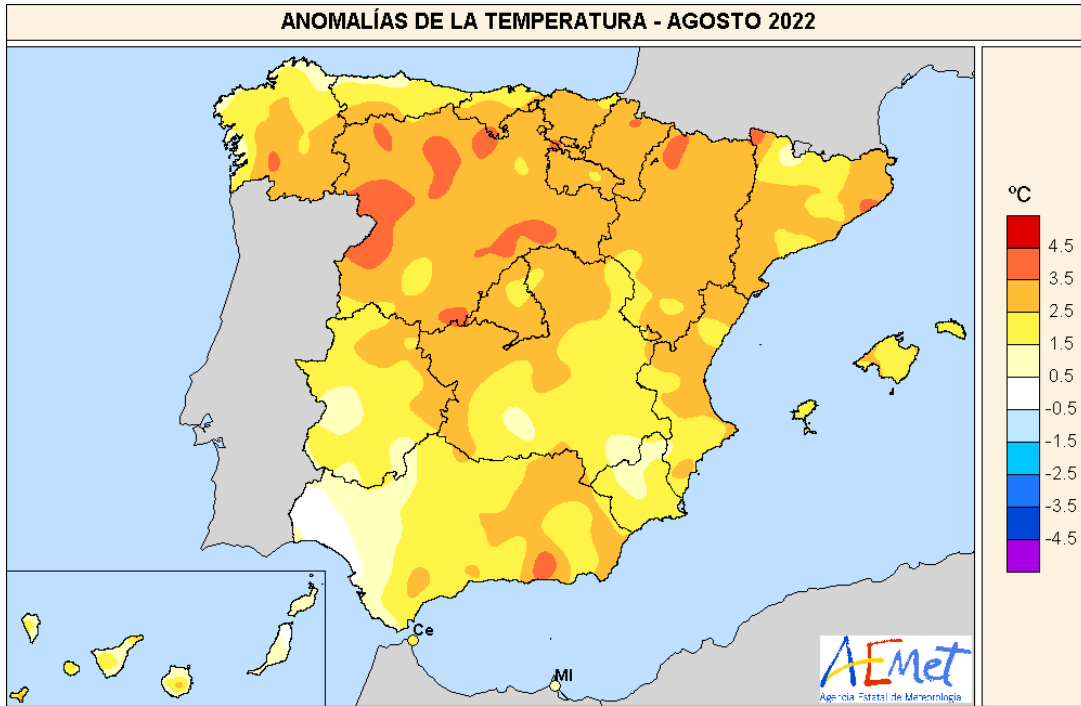 ANOMALÍAS DE LA TEMPERATURA - AGOSTO 2022
ºC
4.5
3.5
2.5
1.5
0.5
-0.5
-1.5
-2.5
-3.5
-4.5
Ce
Ml
AEmet
Agencia Estatal de Meteorología